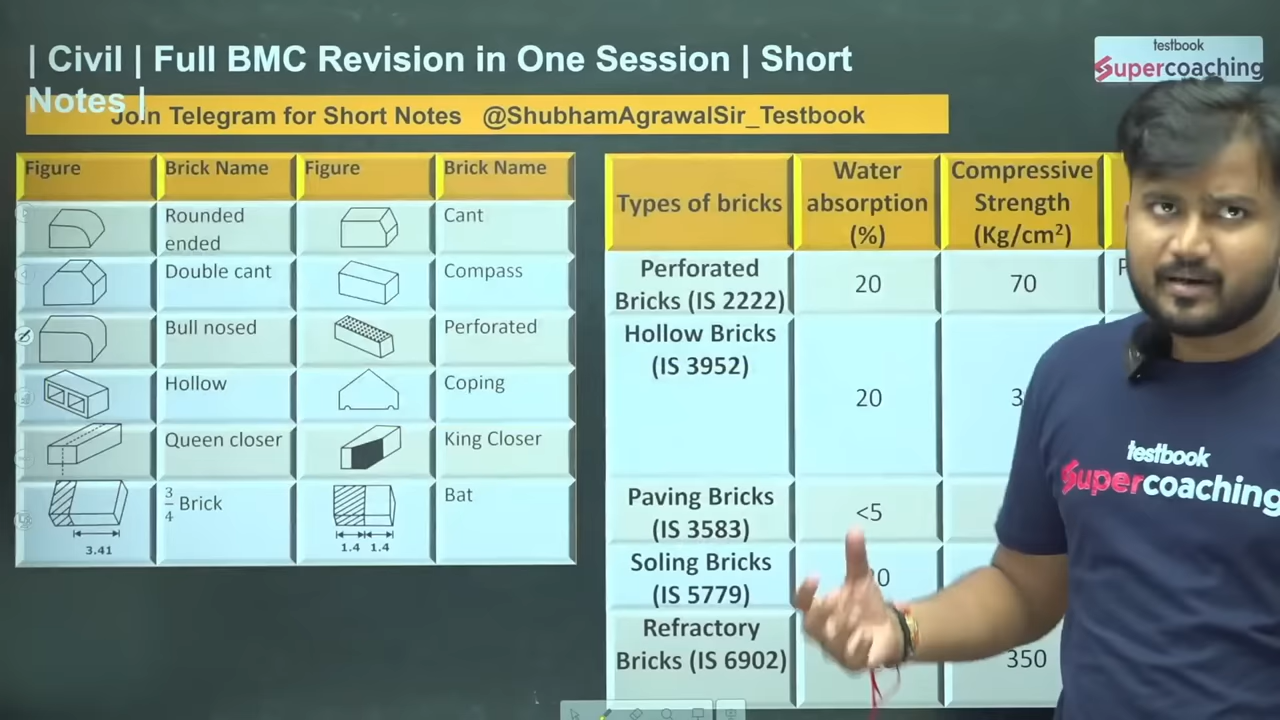 | Civil | Full BMC Revision in One Session | Short
Notes |
Join Telegram for Short Notes @ShubhamAgrawalSir_Testbook
testbook
Supercoaching
Figure Brick Name Figure Brick Name
Rounded
ended
Cant
Double cant
Compass
Bull nosed
Perforated
Hollow
Coping
Queen closer
King Closer
3/4 Brick
3.41
Bat
1.4 1.4
Types of bricks
Water
absorption
(%)
Compressive
Strength
(Kg/cm²)
Perforated
Bricks (IS 2222)
20
70
Hollow Bricks
(IS 3952)
20
Paving Bricks
(IS 3583)
<5
Soling Bricks
(IS 5779)
Refractory
Bricks (IS 6902)
350
testbook
Supercoaching